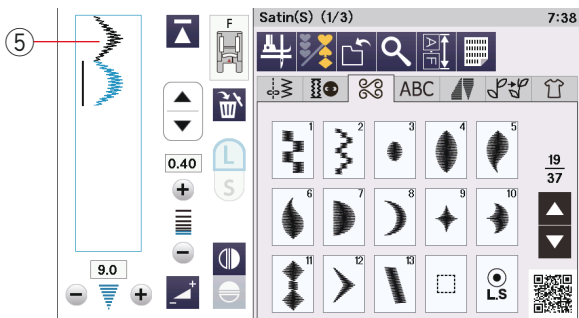 Satin(S) (1/3) 7:38
5
F
A
F
ABC
L
S
0.40
+
−
9.0
− +
1 2 3 4 5
6 7 8 9 10
11 12 13
L.S
19
37